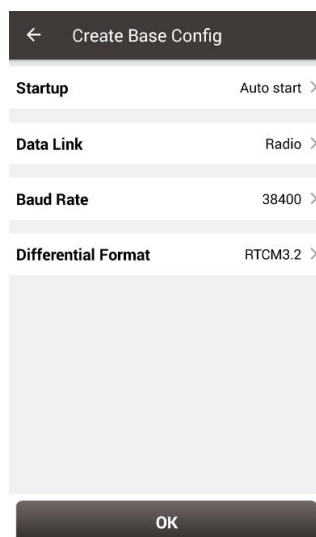 Create Base Config
Startup Auto start
Data Link Radio
Baud Rate 38400
Differential Format RTCM3.2
OK